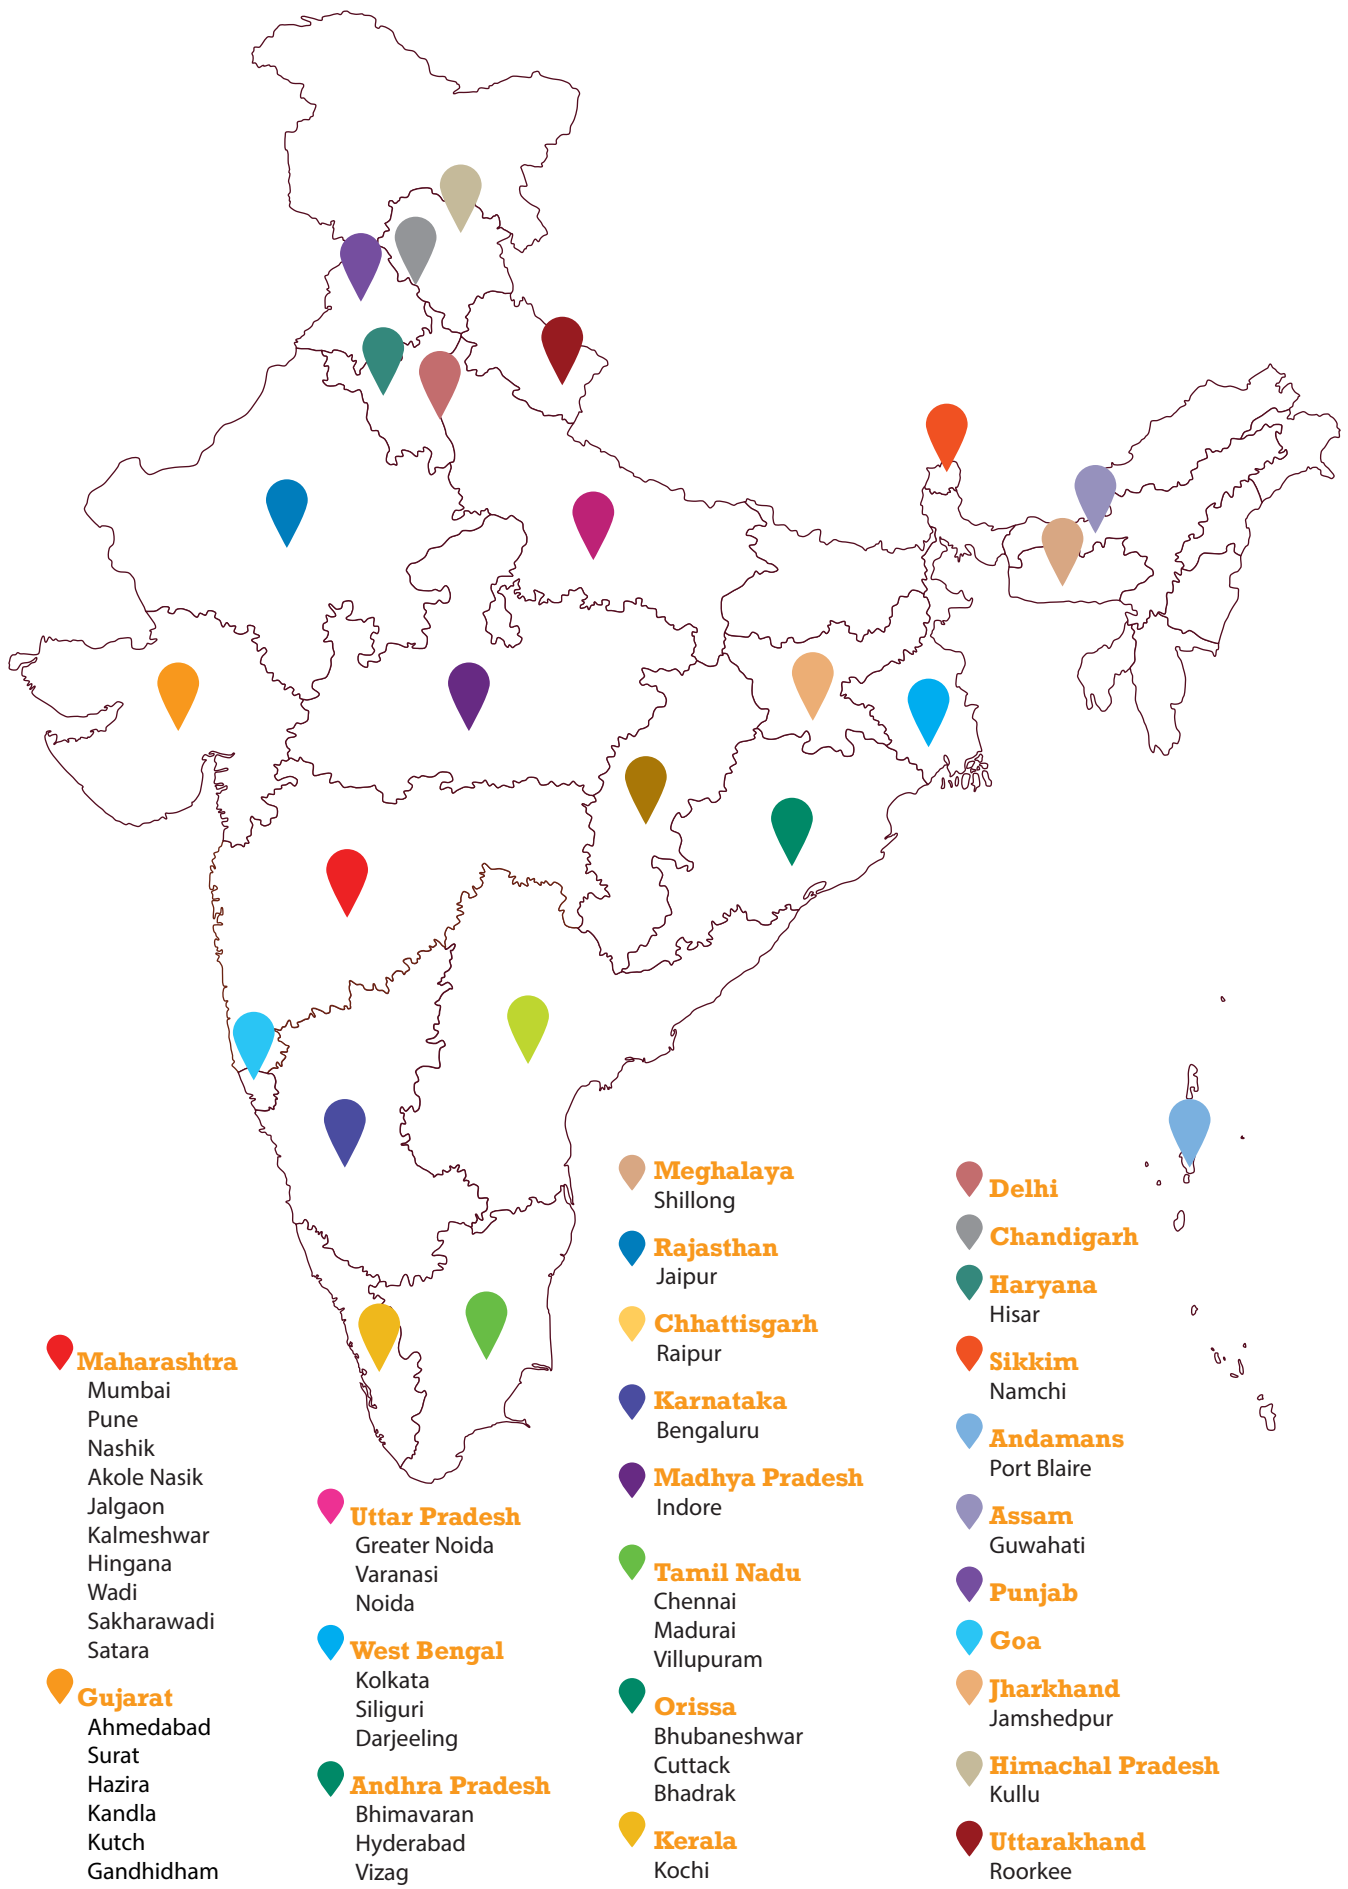 Maharashtra
Mumbai
Pune
Nashik
Akole Nasik
Jalgaon
Kalmeshwar
Hingana
Wadi
Sakharawadi
Satara
Gujarat
Ahmedabad
Surat
Hazira
Kandla
Kutch
Gandhidham
Uttar Pradesh
Greater Noida
Varanasi
Noida
West Bengal
Kolkata
Siliguri
Darjeeling
Andhra Pradesh
Bhimavaran
Hyderabad
Vizag
Meghalaya
Shillong
Rajasthan
Jaipur
Chhattisgarh
Raipur
Karnataka
Bengaluru
Madhya Pradesh
Indore
Tamil Nadu
Chennai
Madurai
Villupuram
Orissa
Bhubaneshwar
Cuttack
Bhadrak
Kerala
Kochi
Delhi
Chandigarh
Haryana
Hisar
Sikkim
Namchi
Andamans
Port Blaire
Assam
Guwahati
Punjab
Goa
Jharkhand
Jamshedpur
Himachal Pradesh
Kullu
Uttarakhand
Roorkee